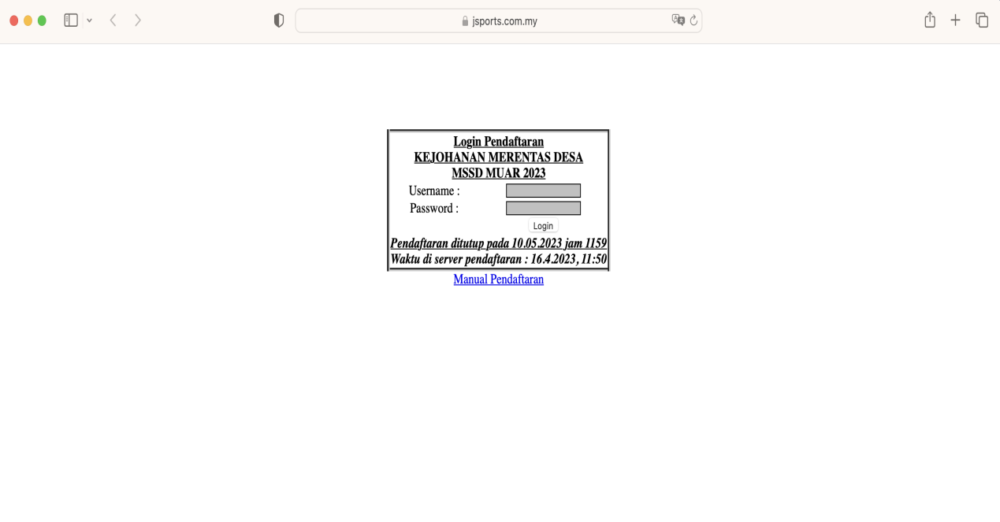 jsports.com.my
Login Pendaftaran
KEJOHANAN MERENTAS DESA
MSSD MUAR 2023
Username :
Password :
Login
Pendaftaran ditutup pada 10.05.2023 jam 1159
Waktu di server pendaftaran : 16.4.2023, 11:50
Manual Pendaftaran